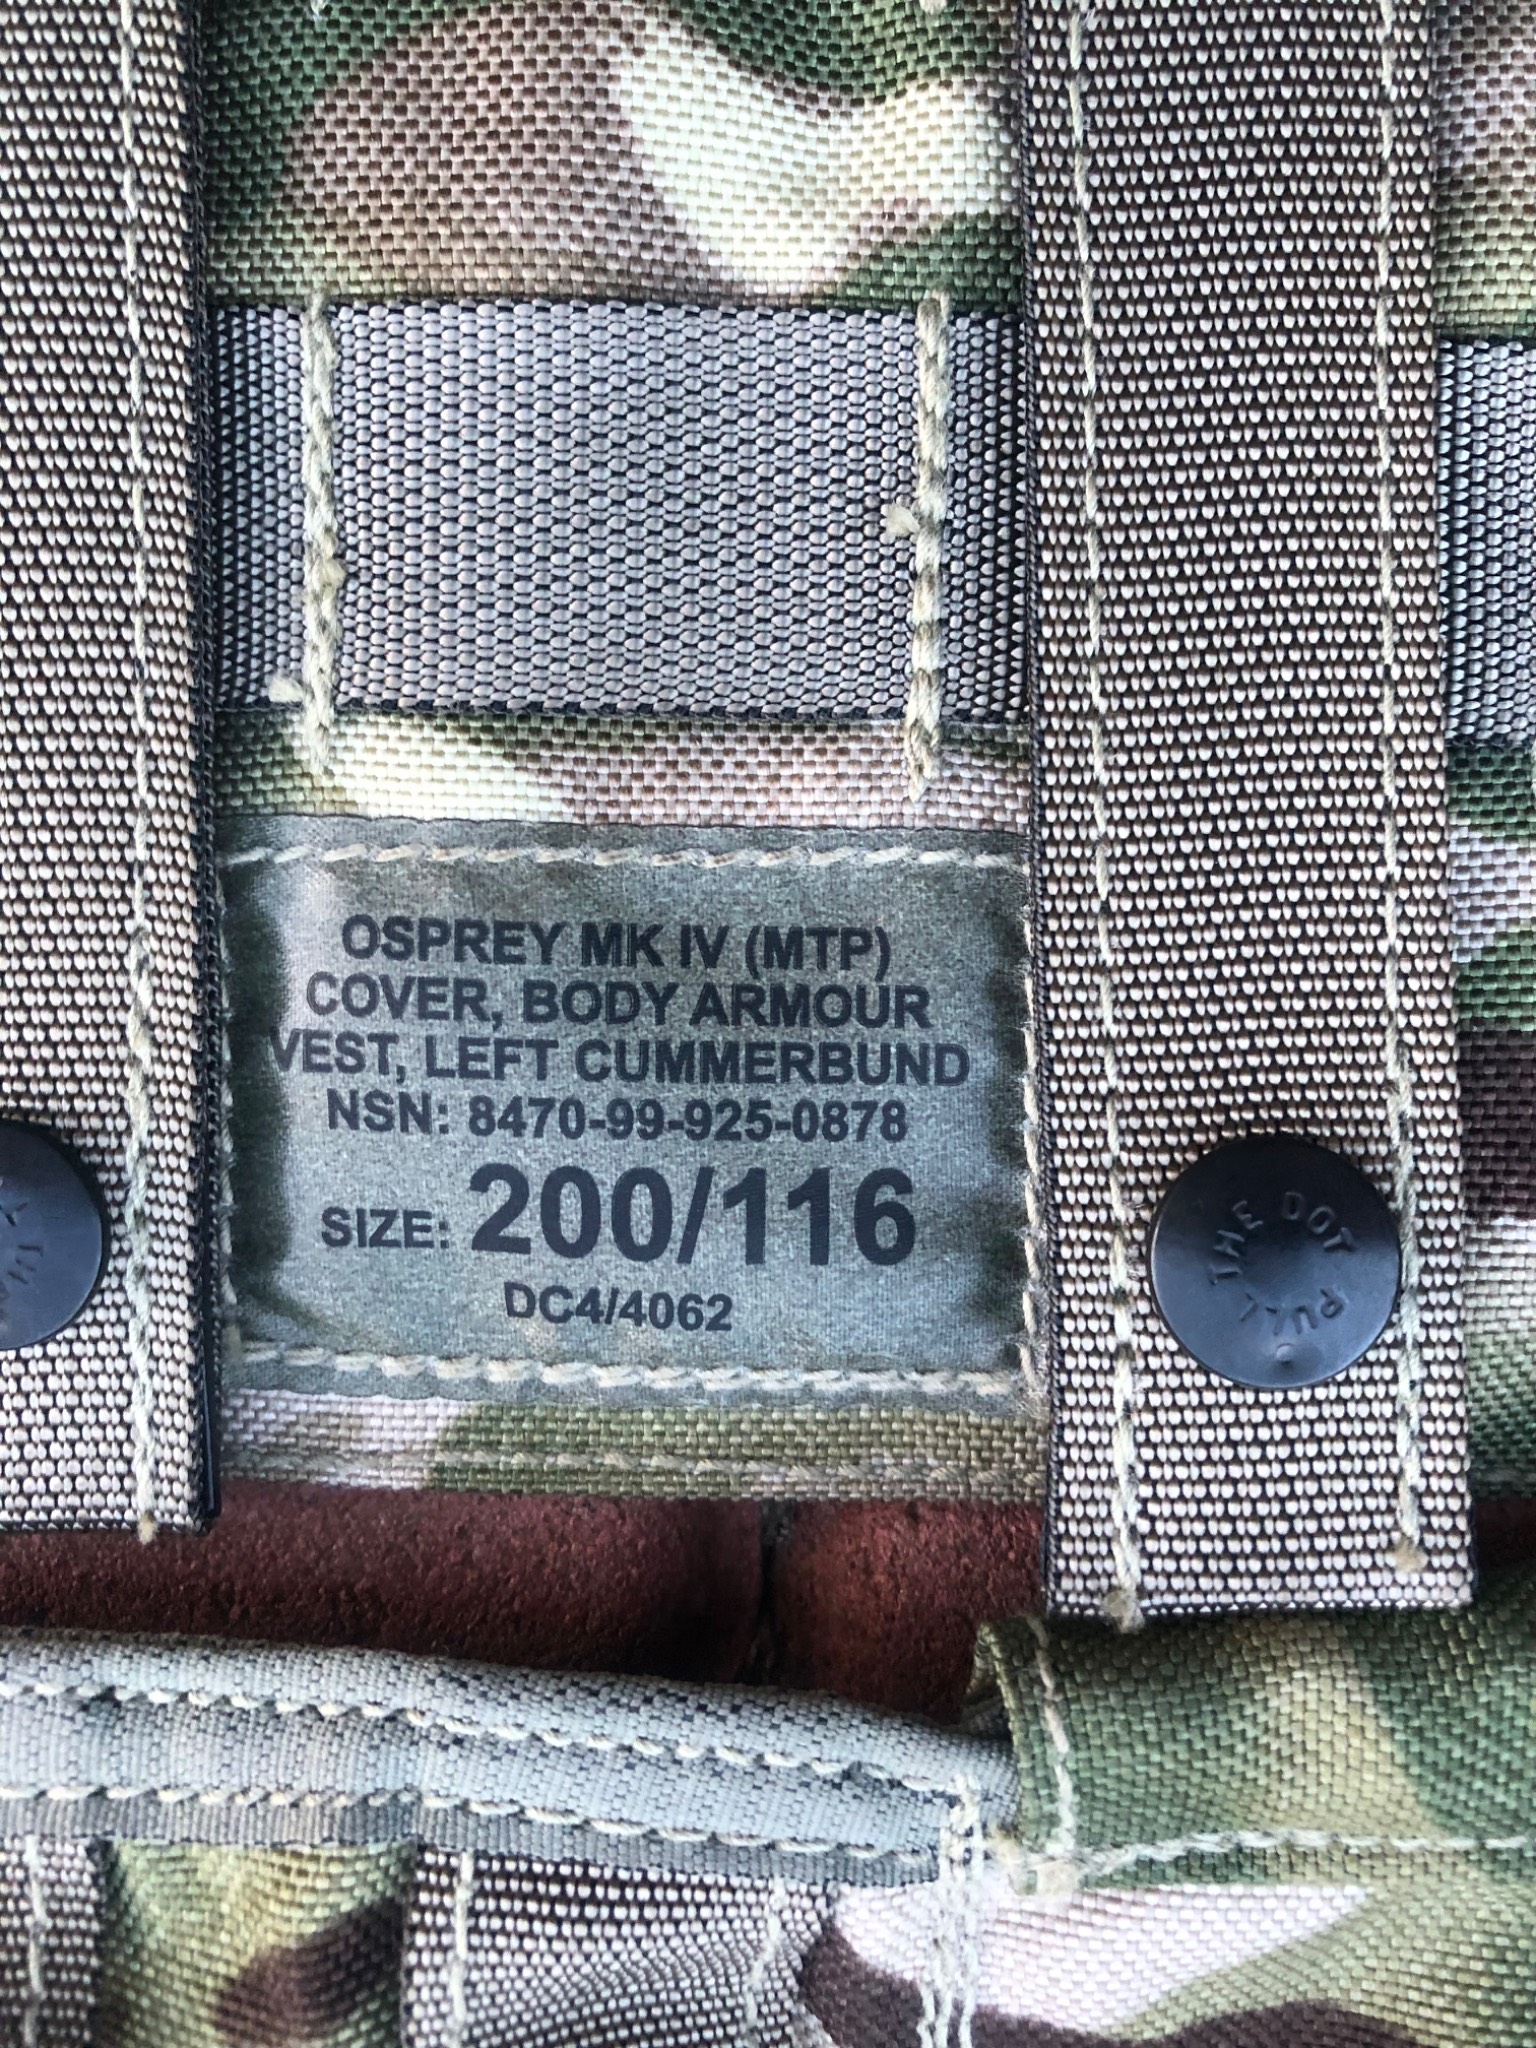 OSPREY MK IV (MTP)
COVER, BODY ARMOUR
VEST, LEFT CUMMERBUND
NSN: 8470-99-925-0878
SIZE: 200/116
DC4/4062
PULL THE DOT